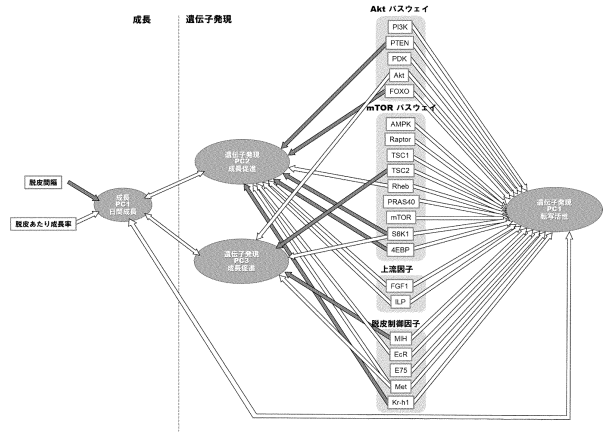 成長
遺伝子発現
Akt パスウェイ
PI3K
PTEN
PDK
Akt
FOXO
mTOR パスウェイ
AMPK
Raptor
TSC1
TSC2
Rheb
PRAS40
mTOR
S6K1
4EBP
上流因子
FGF1
ILP
脱皮制御因子
MIH
EcR
E75
Met
Kr-h1
脱皮間隔
脱皮あたり成長率
成長
PC1
日間成長
遺伝子発現
PC2
成長促進
遺伝子発現
PC3
成長促進
遺伝子発現
PC1
転写活性